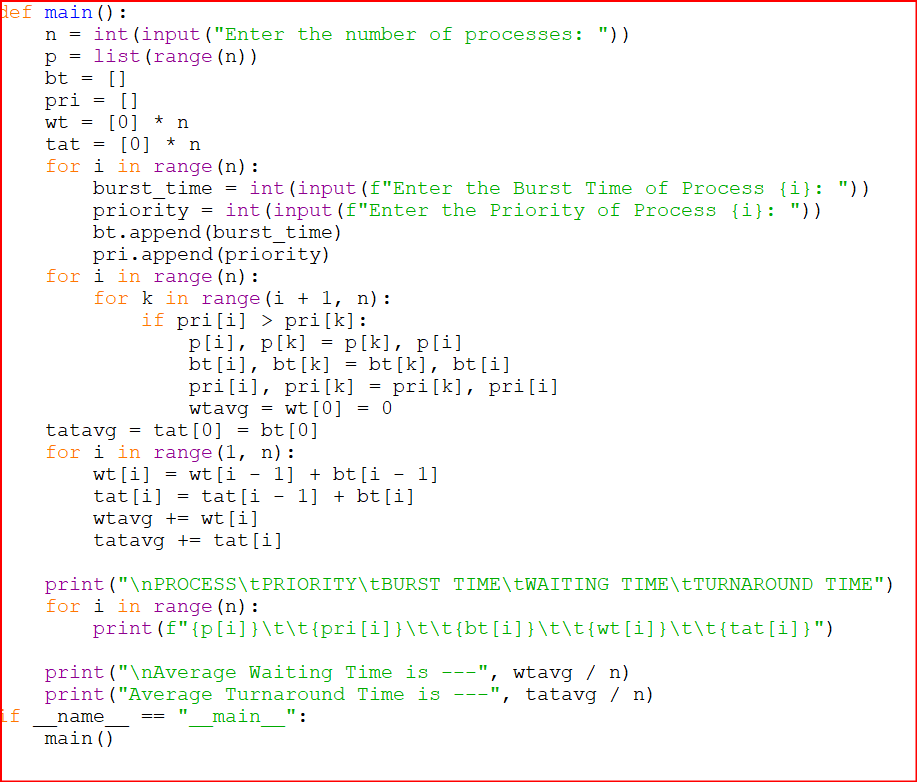 def main():
    n = int(input("Enter the number of processes: "))
    p = list(range(n))
    bt = []
    pri = []
    wt = [0] * n
    tat = [0] * n
    for i in range(n):
        burst_time = int(input(f"Enter the Burst Time of Process {i}: "))
        priority = int(input(f"Enter the Priority of Process {i}: "))
        bt.append(burst_time)
        pri.append(priority)
    for i in range(n):
        for k in range(i + 1, n):
            if pri[i] > pri[k]:
                p[i], p[k] = p[k], p[i]
                bt[i], bt[k] = bt[k], bt[i]
                pri[i], pri[k] = pri[k], pri[i]
                wtavg = wt[0] = 0
    tatavg = tat[0] = bt[0]
    for i in range(1, n):
        wt[i] = wt[i - 1] + bt[i - 1]
        tat[i] = tat[i - 1] + bt[i]
        wtavg += wt[i]
        tatavg += tat[i]

    print("\nPROCESS\tPRIORITY\tBURST TIME\tWAITING TIME\tTURNAROUND TIME")
    for i in range(n):
        print(f"{p[i]}\t\t{pri[i]}\t\t{bt[i]}\t\t{wt[i]}\t\t{tat[i]}")

    print("\nAverage Waiting Time is ---", wtavg / n)
    print("Average Turnaround Time is ---", tatavg / n)
if __name__ == "__main__":
    main()